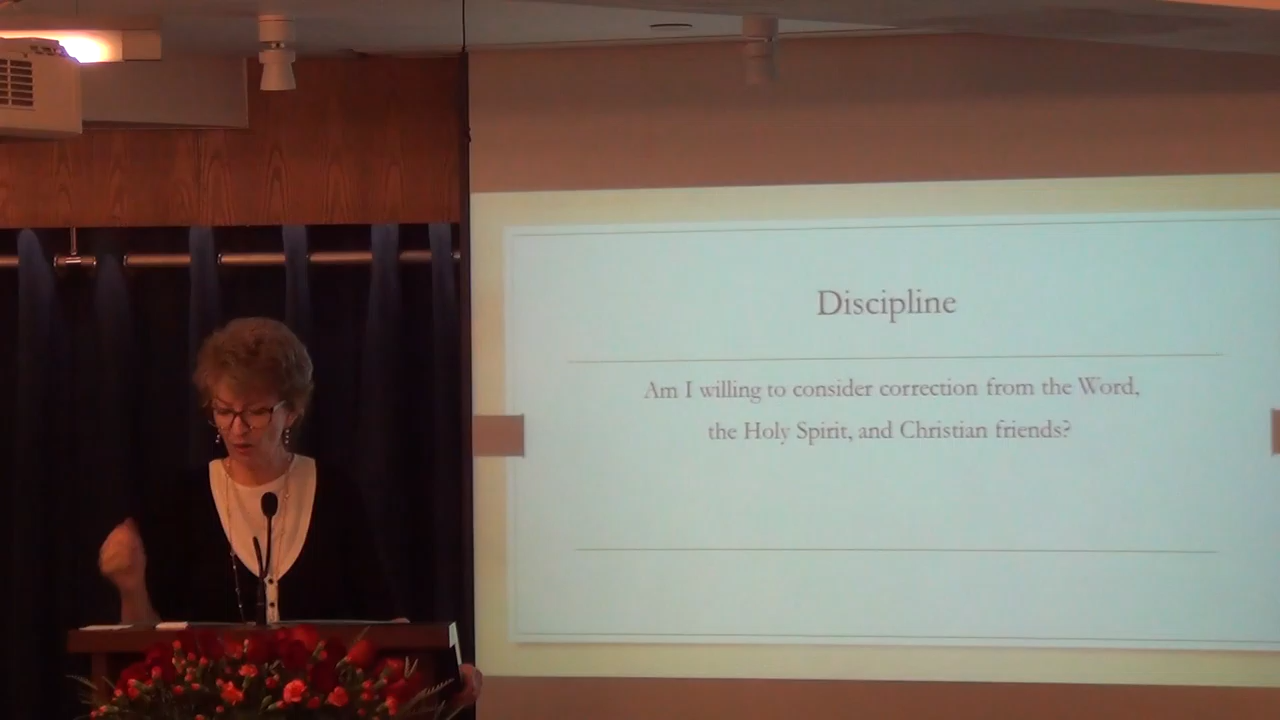 Discipline
Am I willing to consider correction from the Word,
the Holy Spirit, and Christian friends?